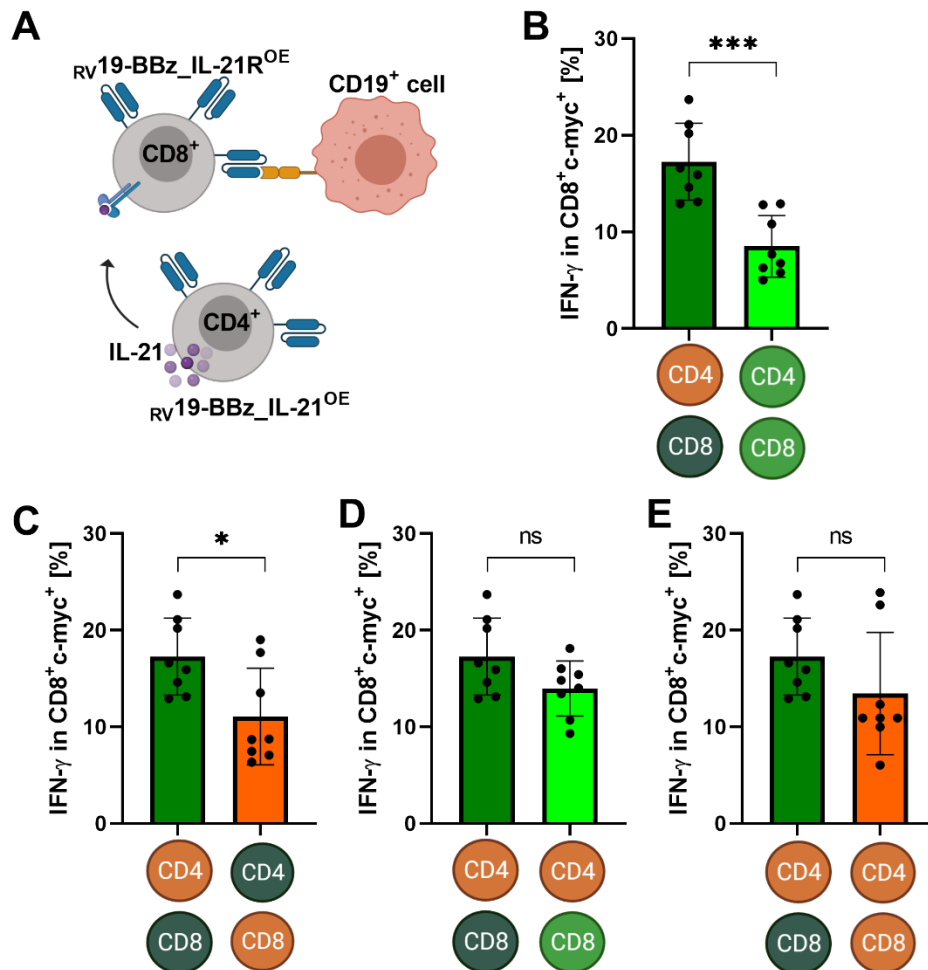 A
RV19-BBz_IL-21R^OE
CD19⁺ cell
CD8⁺
CD4⁺
IL-21
RV19-BBz_IL-21^OE
B
IFN-γ in CD8⁺c-myc⁺ [%]
30
20
10
0
***
CD4 CD4
CD8 CD8
C
IFN-γ in CD8⁺c-myc⁺ [%]
30
20
10
0
*
CD4 CD4
CD8 CD8
D
IFN-γ in CD8⁺c-myc⁺ [%]
30
20
10
0
ns
CD4 CD4
CD8 CD8
E
IFN-γ in CD8⁺c-myc⁺ [%]
30
20
10
0
ns
CD4 CD4
CD8 CD8